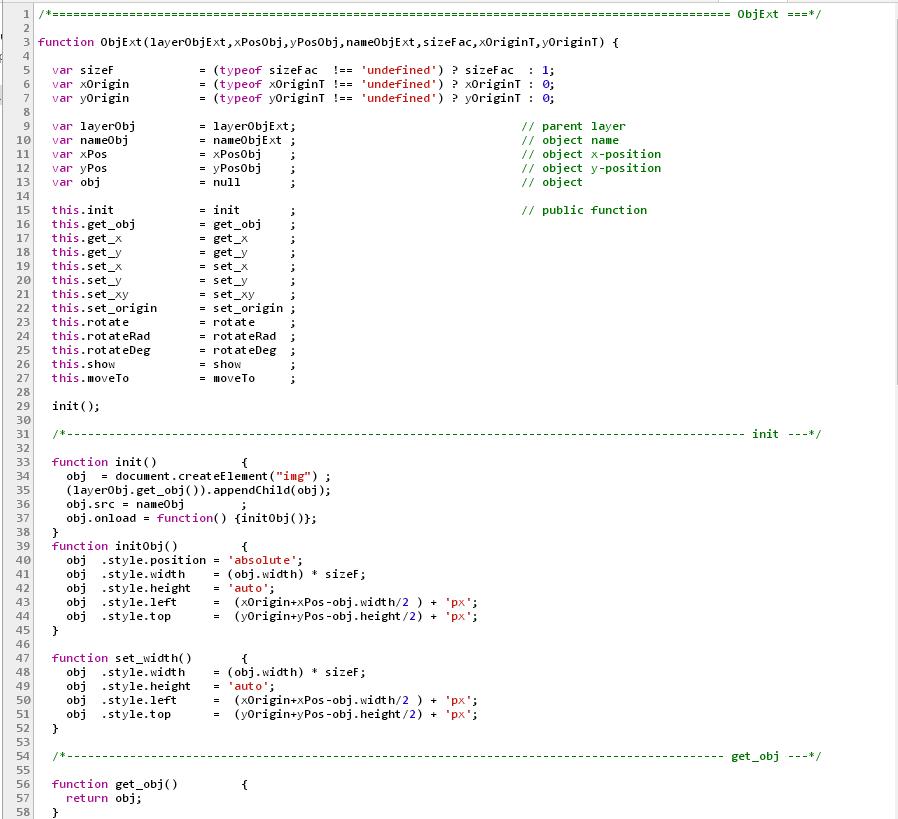 1 /*================================================================================================= ObjExt ===*/
2
3 function ObjExt(layerObjExt,xPosObj,yPosObj,nameObjExt,sizeFac,xOriginT,yOriginT) {
4
5   var sizeF            = (typeof sizeFac  !== 'undefined') ? sizeFac  : 1;
6   var xOrigin          = (typeof xOriginT !== 'undefined') ? xOriginT : 0;
7   var yOrigin          = (typeof yOriginT !== 'undefined') ? yOriginT : 0;
8
9   var layerObj         = layerObjExt;                                // parent layer
10   var nameObj          = nameObjExt ;                                // object name
11   var xPos             = xPosObj    ;                                // object x-position
12   var yPos             = yPosObj    ;                                // object y-position
13   var obj              = null       ;                                // object
14
15   this.init            = init       ;                                // public function
16   this.get_obj         = get_obj    ;
17   this.get_x           = get_x      ;
18   this.get_y           = get_y      ;
19   this.set_x           = set_x      ;
20   this.set_y           = set_y      ;
21   this.set_xy          = set_xy     ;
22   this.set_origin      = set_origin ;
23   this.rotate          = rotate     ;
24   this.rotateRad       = rotateRad  ;
25   this.rotateDeg       = rotateDeg  ;
26   this.show            = show       ;
27   this.moveTo          = moveTo     ;
28
29   init();
30
31   /*------------------------------------------------------------------------------------------------- init ---*/
32
33   function init()            {
34     obj  = document.createElement("img") ;
35     (layerObj.get_obj()).appendChild(obj);
36     obj.src = nameObj        ;
37     obj.onload = function() {initObj()};
38   }
39   function initObj()         {
40     obj  .style.position = 'absolute';
41     obj  .style.width    = (obj.width) * sizeF;
42     obj  .style.height   = 'auto';
43     obj  .style.left     =  (xOrigin+xPos-obj.width/2 ) + 'px';
44     obj  .style.top      =  (yOrigin+yPos-obj.height/2) + 'px';
45   }
46
47   function set_width()       {
48     obj  .style.width    = (obj.width) * sizeF;
49     obj  .style.height   = 'auto';
50     obj  .style.left     =  (xOrigin+xPos-obj.width/2 ) + 'px';
51     obj  .style.top      =  (yOrigin+yPos-obj.height/2) + 'px';
52   }
53
54   /*---------------------------------------------------------------------------------------------- get_obj ---*/
55
56   function get_obj()         {
57     return obj;
58   }